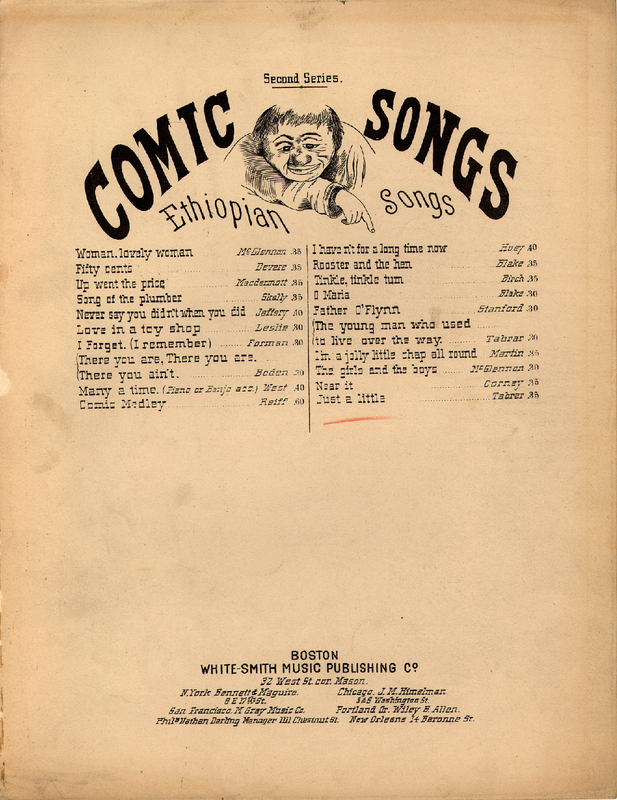 Second Series.
COMIC SONGS
Ethiopian Songs
Woman, lovely woman McGlennon .35
Fifty cents Devere .35
Up went the price Macdermott .35
Song of the plumber Skelly .35
Never say you didn't when you did Jeffery .40
Love in a toy shop Leslie .30
I Forget. (I remember) Forman .30
(There you are, There you are.
(There you ain't. Boden .30
Many a time. (Piano or Banjo acc.) West .40
Comic Medley Reiff .60
I haven't for a long time now Huey 40
Rooster and the hen Blake .35
Tinkle, tinkle tum Birch .35
O Maria Blake .30
Father O'Flynn Stanford .30
(The young man who used
(to live over the way. Tabrar .30
I'm a jolly little chap all round Martin .35
The girls and the boys McGlennon .30
Near it Corney .35
Just a little Tabrar .35
BOSTON
WHITE-SMITH MUSIC PUBLISHING Co
32 West St. cor. Mason.
N.York Bennett & Maguire. Chicago. J. M. Himelman.
8 E 17th St. Washington St.
San Francisco. M Gray Music Co. Portland Or. Wiley B. Allen.
Phila Nathan Darling Manager 1111 Chesnut St. New Orleans 14 Baronne St.